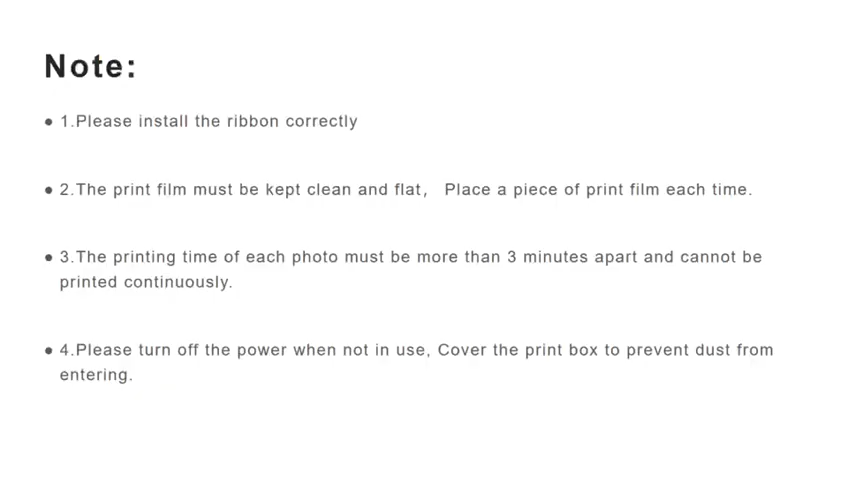 Note:
● 1.Please install the ribbon correctly
● 2.The print film must be kept clean and flat， Place a piece of print film each time.
● 3.The printing time of each photo must be more than 3 minutes apart and cannot be
printed continuously.
● 4.Please turn off the power when not in use, Cover the print box to prevent dust from
entering.